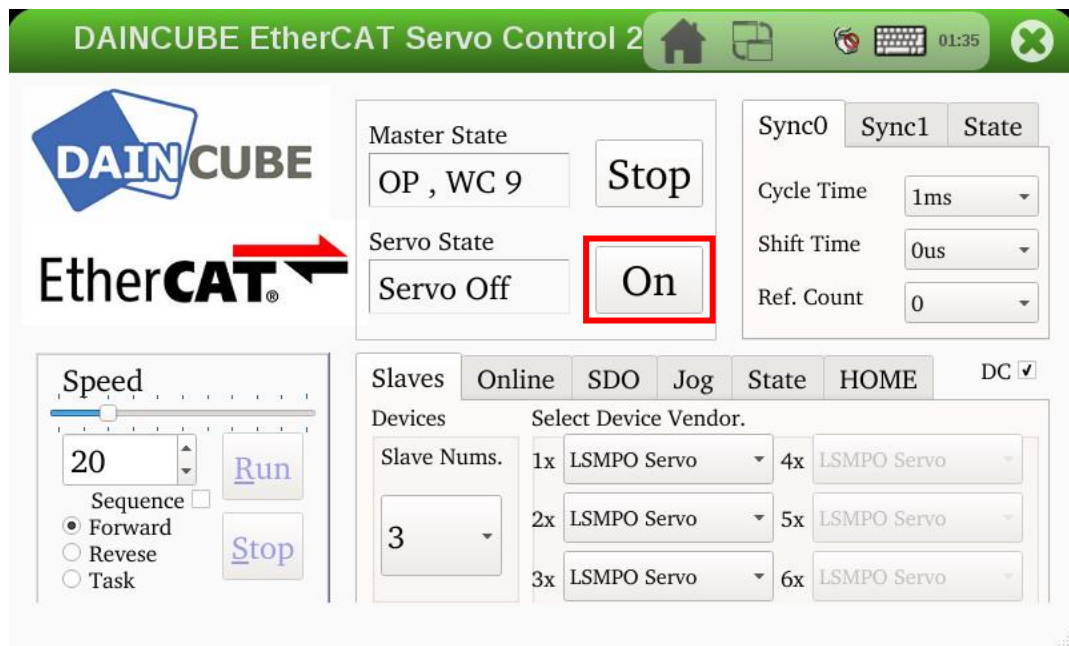 DAINCUBE EtherCAT Servo Control 2
01:35
DAINCUBE
EtherCAT®
Master State
OP , WC 9
Stop
Servo State
Servo Off
On
Sync0 Sync1 State
Cycle Time 1ms
Shift Time 0us
Ref. Count 0
Speed
20
Run
Sequence
Forward
Revese
Task
Stop
Slaves Online SDO Jog State HOME DC
Devices Select Device Vendor.
Slave Nums.
3
1x LSMPO Servo 4x LSMPO Servo
2x LSMPO Servo 5x LSMPO Servo
3x LSMPO Servo 6x LSMPO Servo